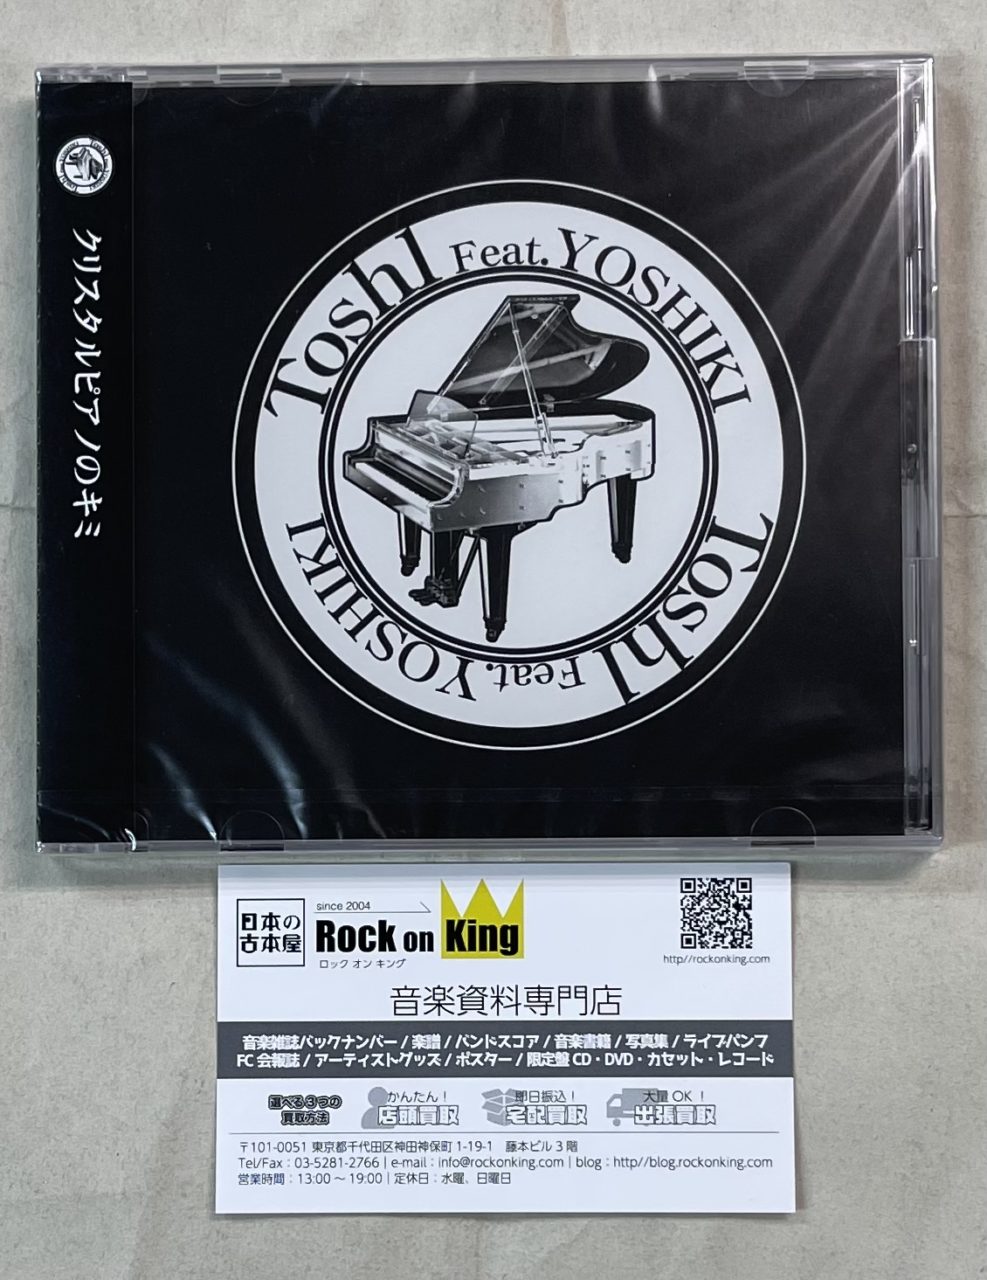 クリスタルピアノのキミ
ToshI Feat. YOSHIKI
ToshI Feat. YOSHIKI
日本の
古本屋
since 2004
Rock on King
ロック オン キング
http//rockonking.com
音楽資料専門店
音楽雑誌バックナンバー / 楽譜 / バンドスコア / 音楽書籍 / 写真集 / ライブパンフ
FC 会報誌 / アーティストグッズ / ポスター / 限定盤 CD・DVD・カセット・レコード
選べる3つの
買取方法
かんたん！
店頭買取
即日振込！
宅配買取
大量 OK！
出張買取
〒101-0051 東京都千代田区神田神保町 1-19-1 藤本ビル 3 階
Tel/Fax：03-5281-2766 | e-mail：info@rockonking.com | blog：http//blog.rockonking.com
営業時間：13:00 〜 19:00 | 定休日：水曜、日曜日